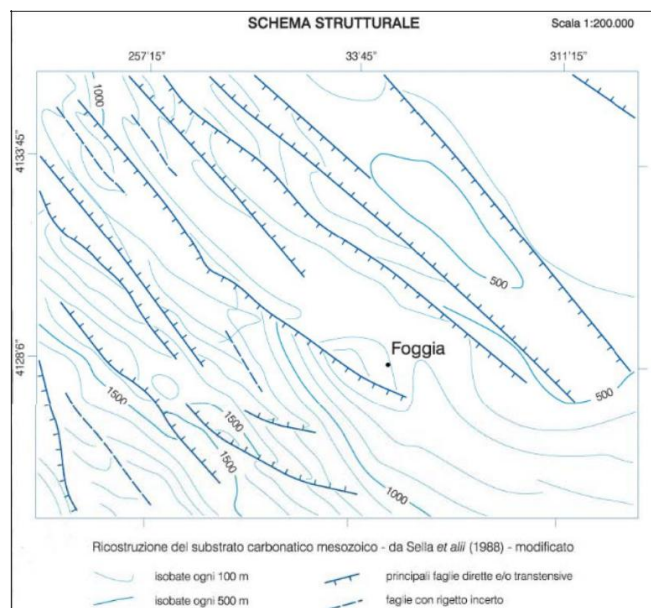 SCHEMA STRUTTURALE
Scala 1:200.000
257'15"
33'45"
311'15"
4133'45"
4128'6"
1000
500
Foggia
500
1500
1500
1500
1000
Ricostruzione del substrato carbonatico mesozoico - da Sella et alii (1988) - modificato
isobate ogni 100 m
principali faglie dirette e/o transtensive
isobate ogni 500 m
faglie con rigetto incerto